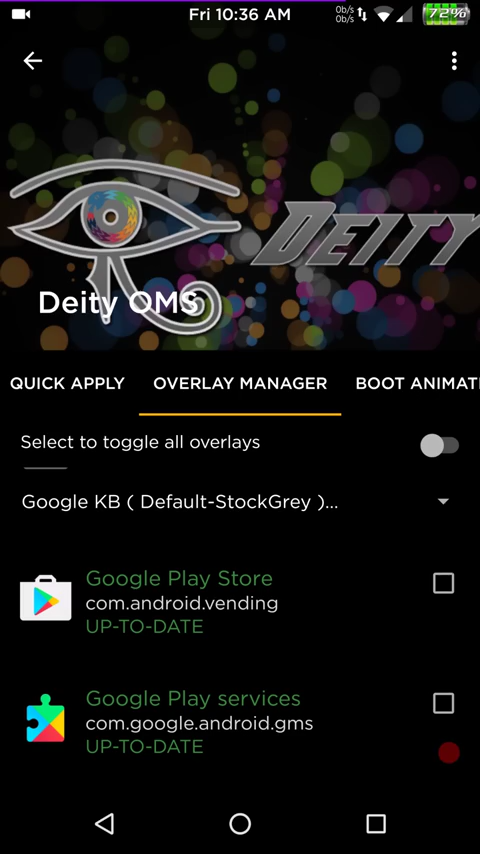 Fri 10:36 AM
0b/s
0b/s
72%
DEITY
Deity OMS
QUICK APPLY
OVERLAY MANAGER
BOOT ANIMATI
Select to toggle all overlays
Google KB ( Default-StockGrey )...
Google Play Store
com.android.vending
UP-TO-DATE
Google Play services
com.google.android.gms
UP-TO-DATE